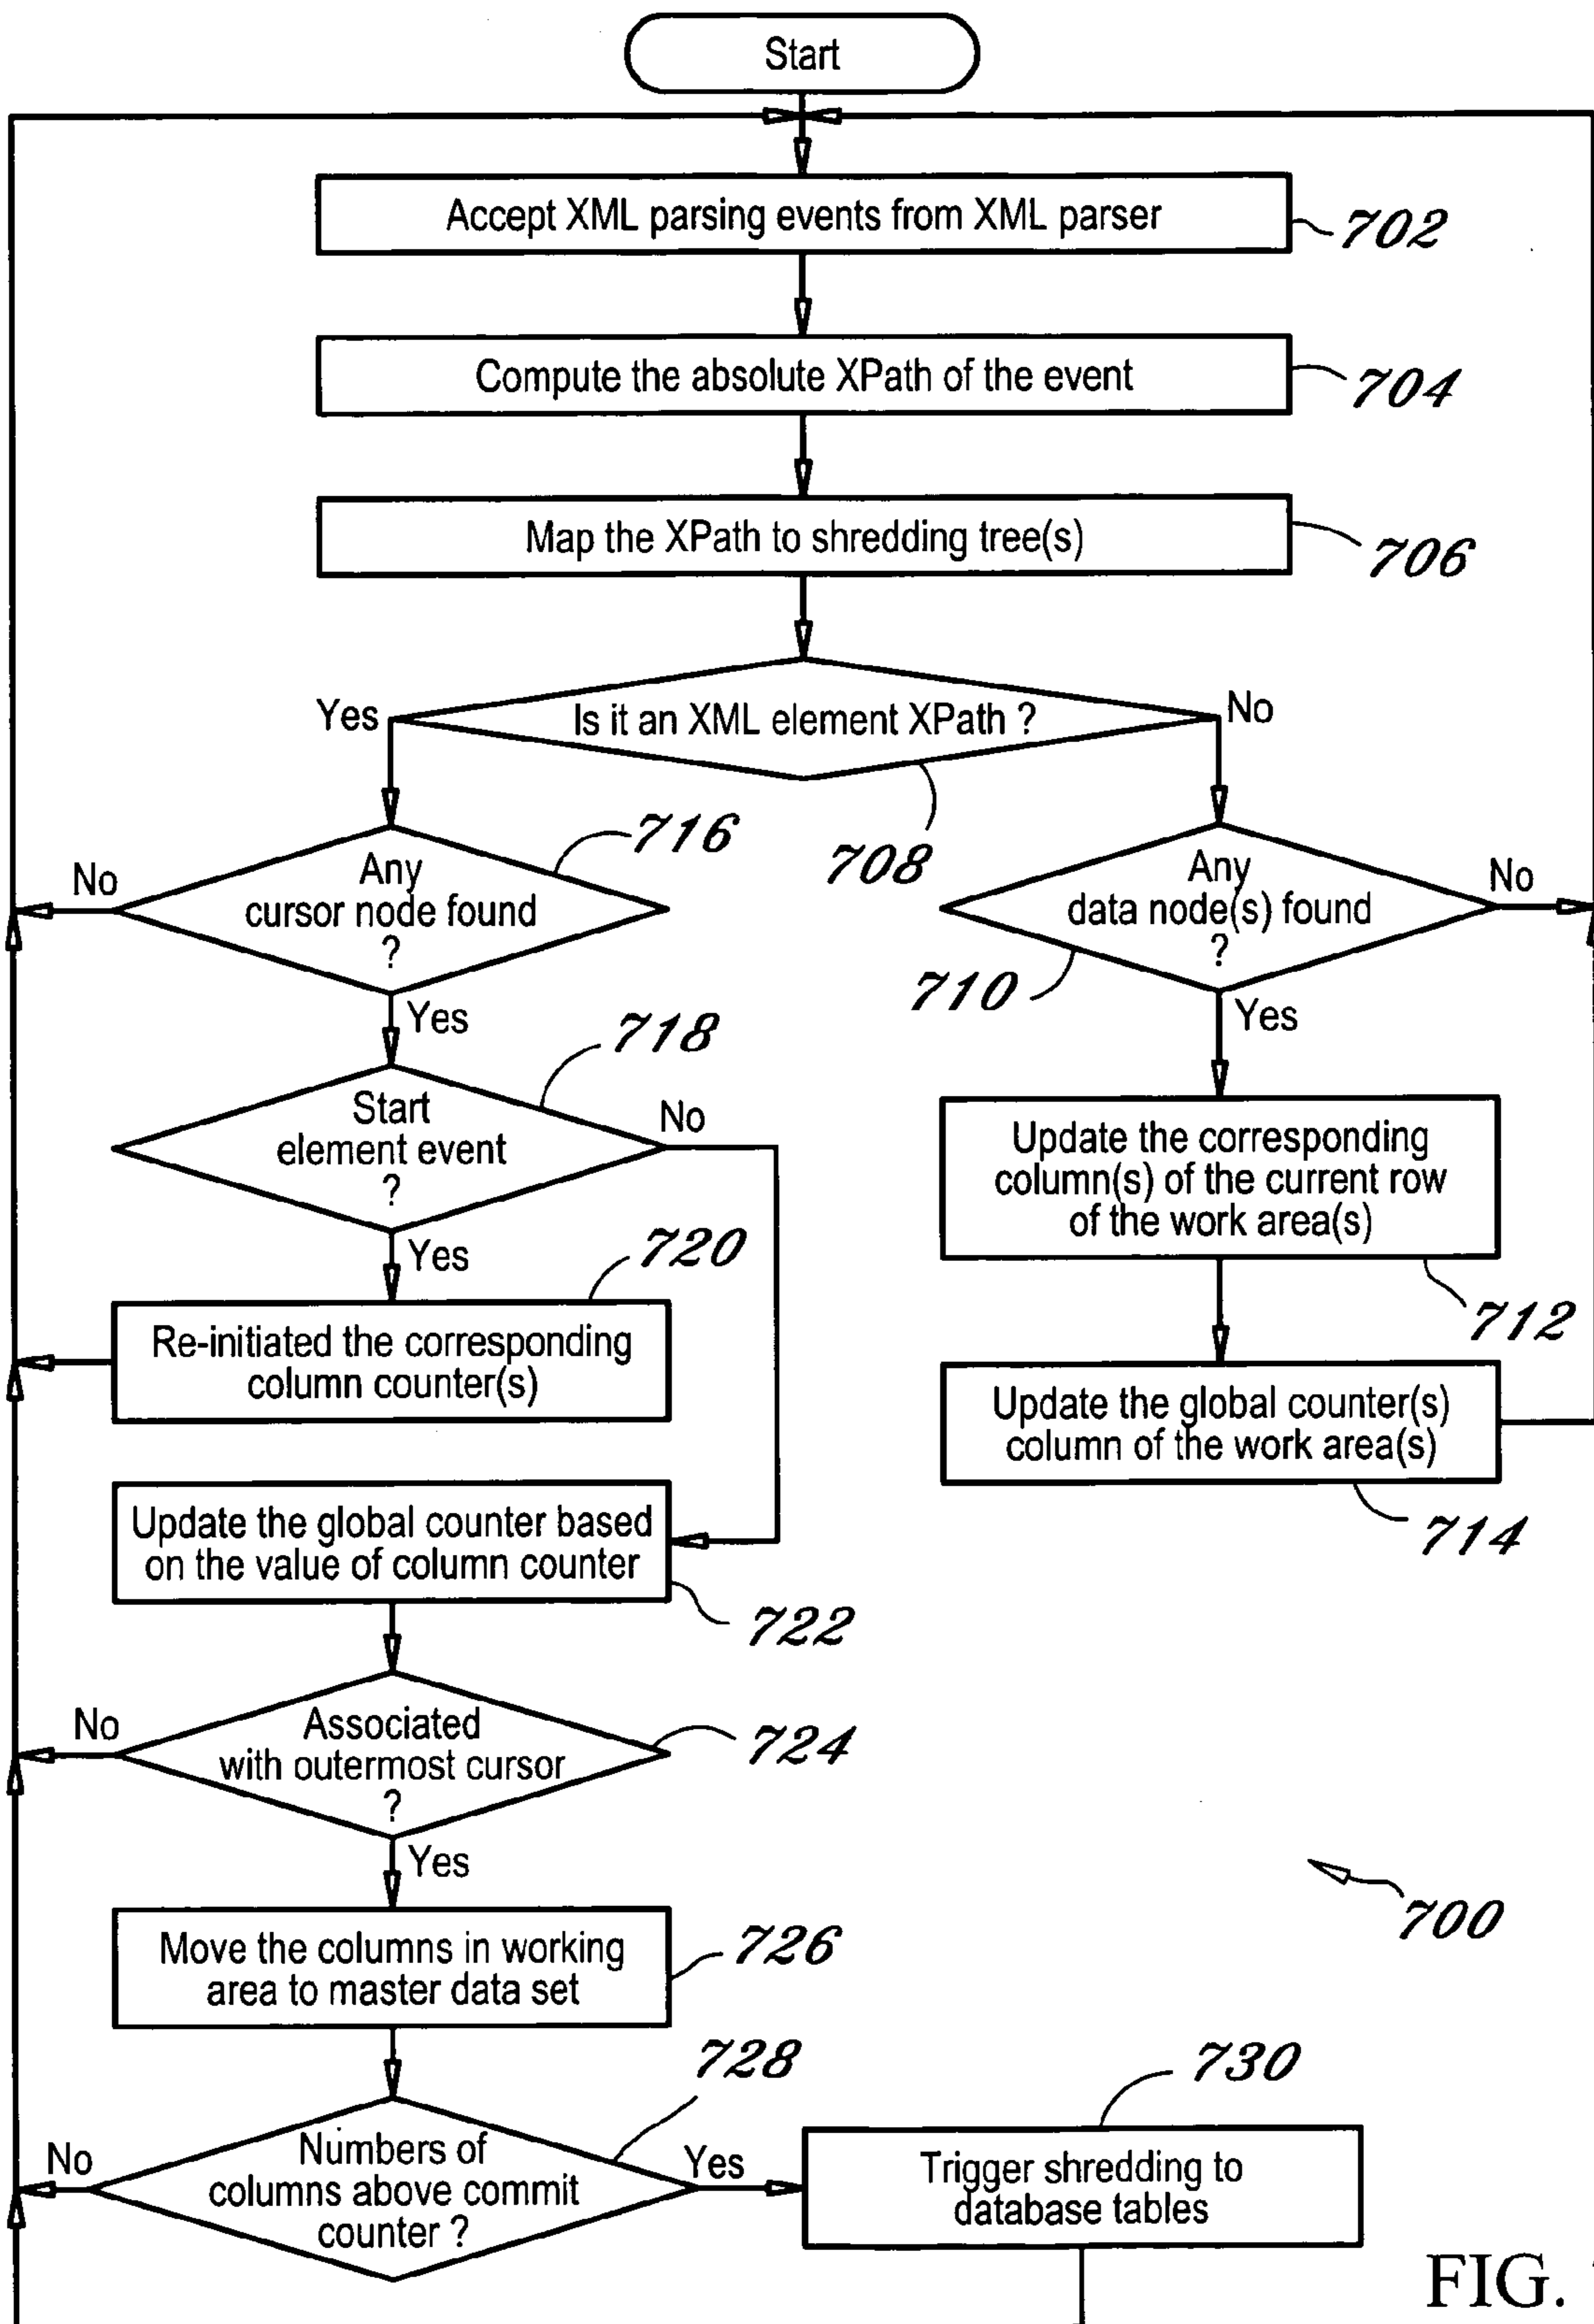 Start
Accept XML parsing events from XML parser
702
Compute the absolute XPath of the event
704
Map the XPath to shredding tree(s)
706
Yes
Is it an XML element XPath ?
No
708
716
Any
cursor node found
?
No
Yes
Any
data node(s) found
?
No
710
Yes
718
Start
element event
?
No
Yes
Update the corresponding
column(s) of the current row
of the work area(s)
712
720
Re-initiated the corresponding
column counter(s)
Update the global counter(s)
column of the work area(s)
714
Update the global counter based
on the value of column counter
722
No
Associated
with outermost cursor
?
724
Yes
700
Move the columns in working
area to master data set
726
728
730
No
Numbers of
columns above commit
counter ?
Yes
Trigger shredding to
database tables
FIG.